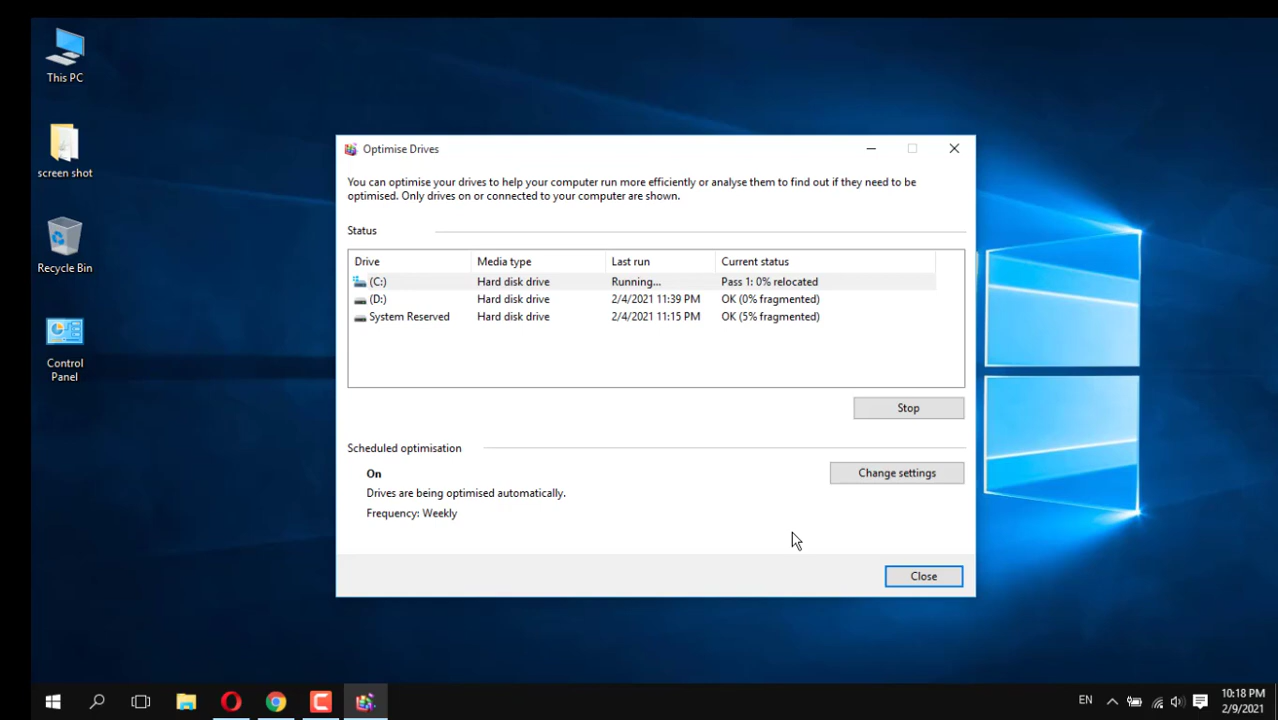 This PC
screen shot
Recycle Bin
Control
Panel
Optimise Drives
You can optimise your drives to help your computer run more efficiently or analyse them to find out if they need to be
optimised. Only drives on or connected to your computer are shown.
Status
Drive Media type Last run Current status
(C:) Hard disk drive Running... Pass 1: 0% relocated
(D:) Hard disk drive 2/4/2021 11:39 PM OK (0% fragmented)
System Reserved Hard disk drive 2/4/2021 11:15 PM OK (5% fragmented)
Stop
Scheduled optimisation
On
Change settings
Drives are being optimised automatically.
Frequency: Weekly
Close
EN
10:18 PM
2/9/2021